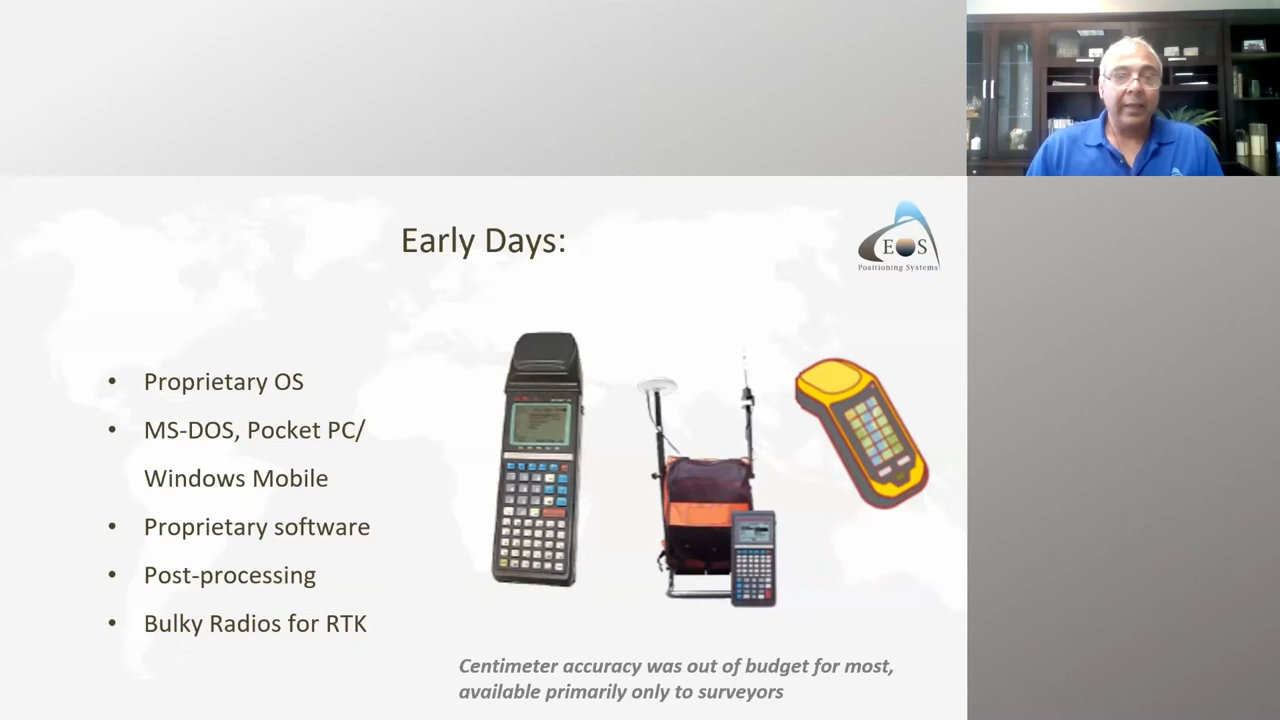 Early Days:
EOS
Positioning Systems
• Proprietary OS
• MS-DOS, Pocket PC/
Windows Mobile
• Proprietary software
• Post-processing
• Bulky Radios for RTK
Centimeter accuracy was out of budget for most,
available primarily only to surveyors